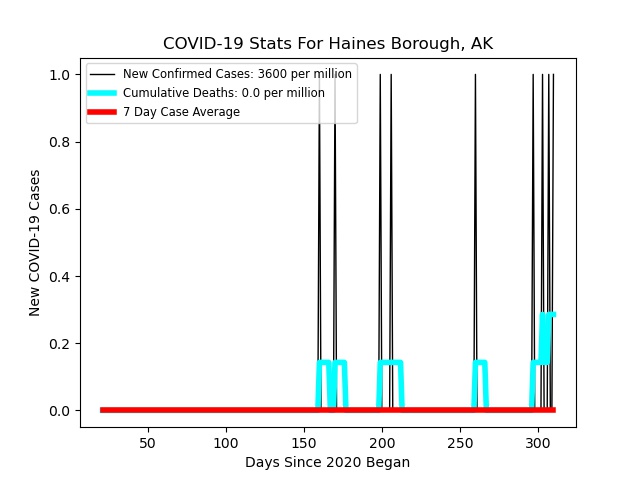 COVID-19 Stats For Haines Borough, AK
New Confirmed Cases: 3600 per million
Cumulative Deaths: 0.0 per million
7 Day Case Average
New COVID-19 Cases
1.0
0.8
0.6
0.4
0.2
0.0
50 100 150 200 250 300
Days Since 2020 Began